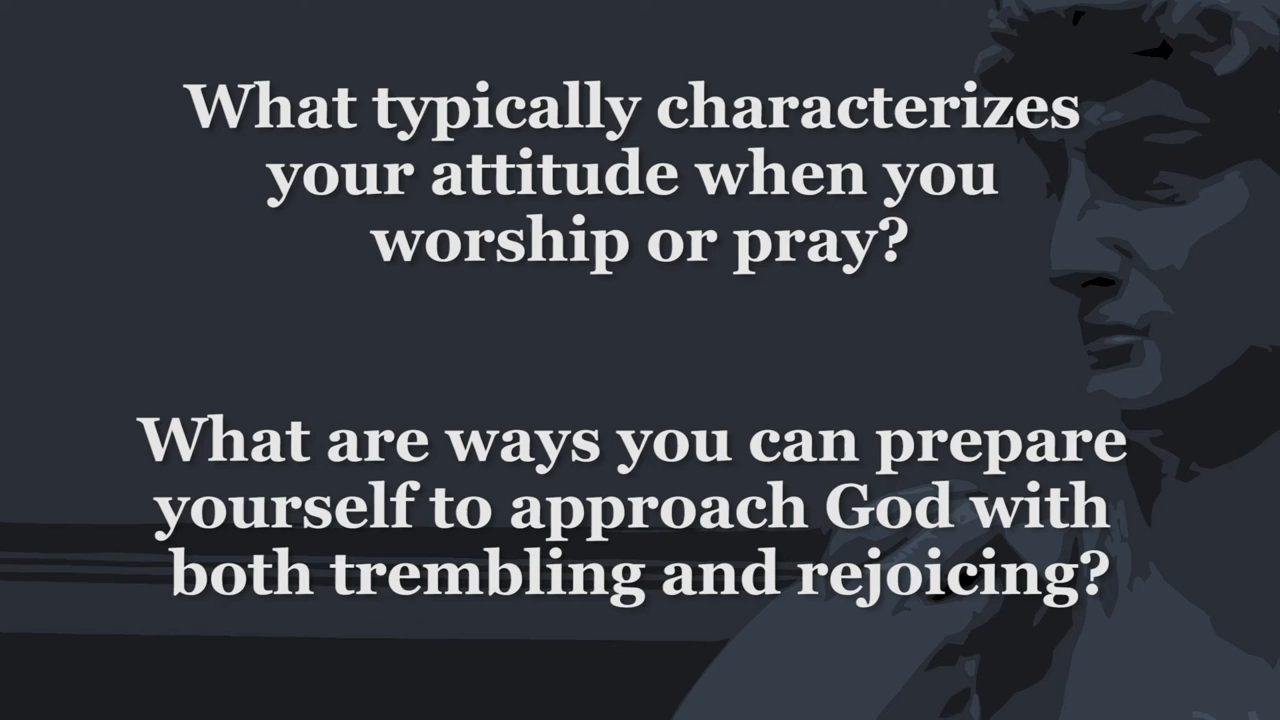 What typically characterizes
your attitude when you
worship or pray?
What are ways you can prepare
yourself to approach God with
both trembling and rejoicing?